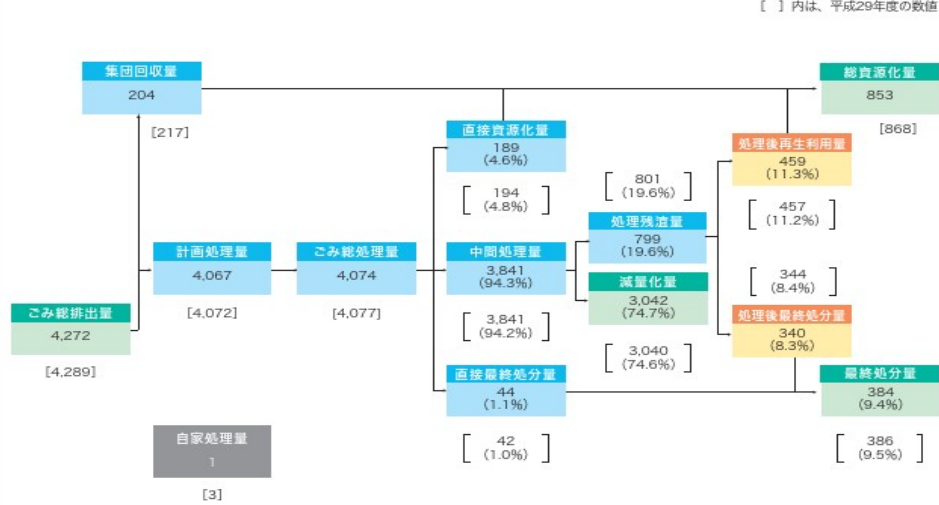 [ ] 内は、平成29年度の数値
集団回収量
204
[217]
総資源化量
853
[868]
直接資源化量
189
(4.6%)
194
(4.8%)
処理後再生利用量
459
(11.3%)
457
(11.2%)
801
(19.6%)
処理残渣量
799
(19.6%)
計画処理量
4,067
[4,072]
ごみ総処理量
4,074
[4,077]
中間処理量
3,841
(94.3%)
3,841
(94.2%)
減量化量
3,042
(74.7%)
3,040
(74.6%)
344
(8.4%)
処理後最終処分量
340
(8.3%)
ごみ総排出量
4,272
[4,289]
直接最終処分量
44
(1.1%)
42
(1.0%)
最終処分量
384
(9.4%)
386
(9.5%)
自家処理量
1
[3]